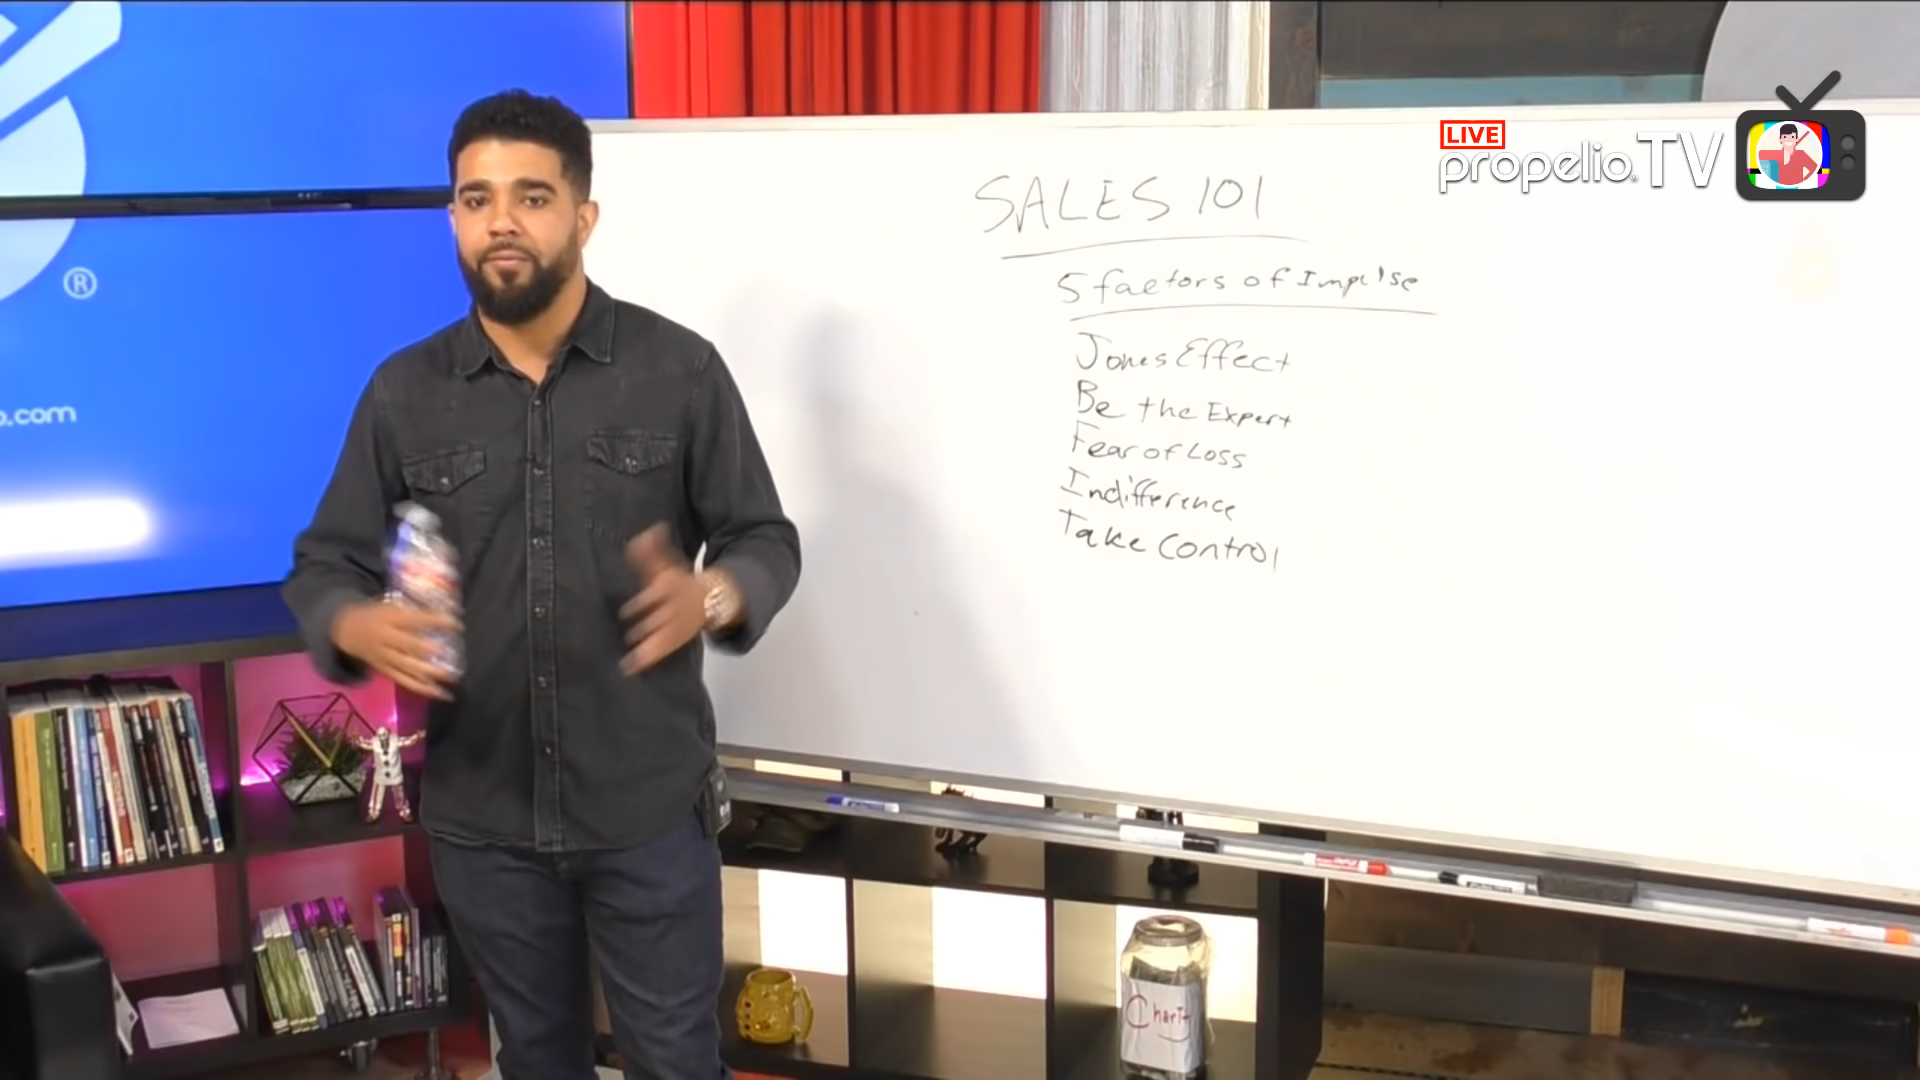 LIVE
propelio.TV
®
o.com
SALES 101
5 factors of Impulse
Jones Effect
Be the Expert
Fear of Loss
Indifference
Take Control
Charity